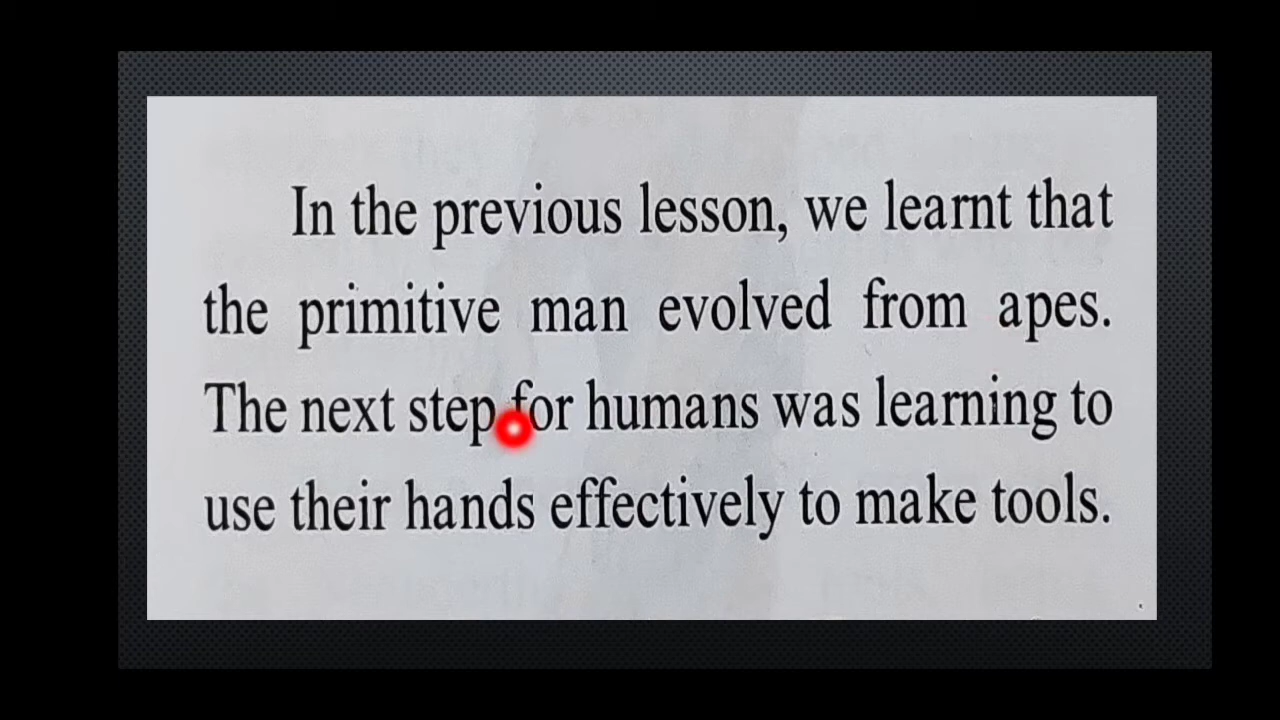 In the previous lesson, we learnt that
the primitive man evolved from apes.
The next step for humans was learning to
use their hands effectively to make tools.